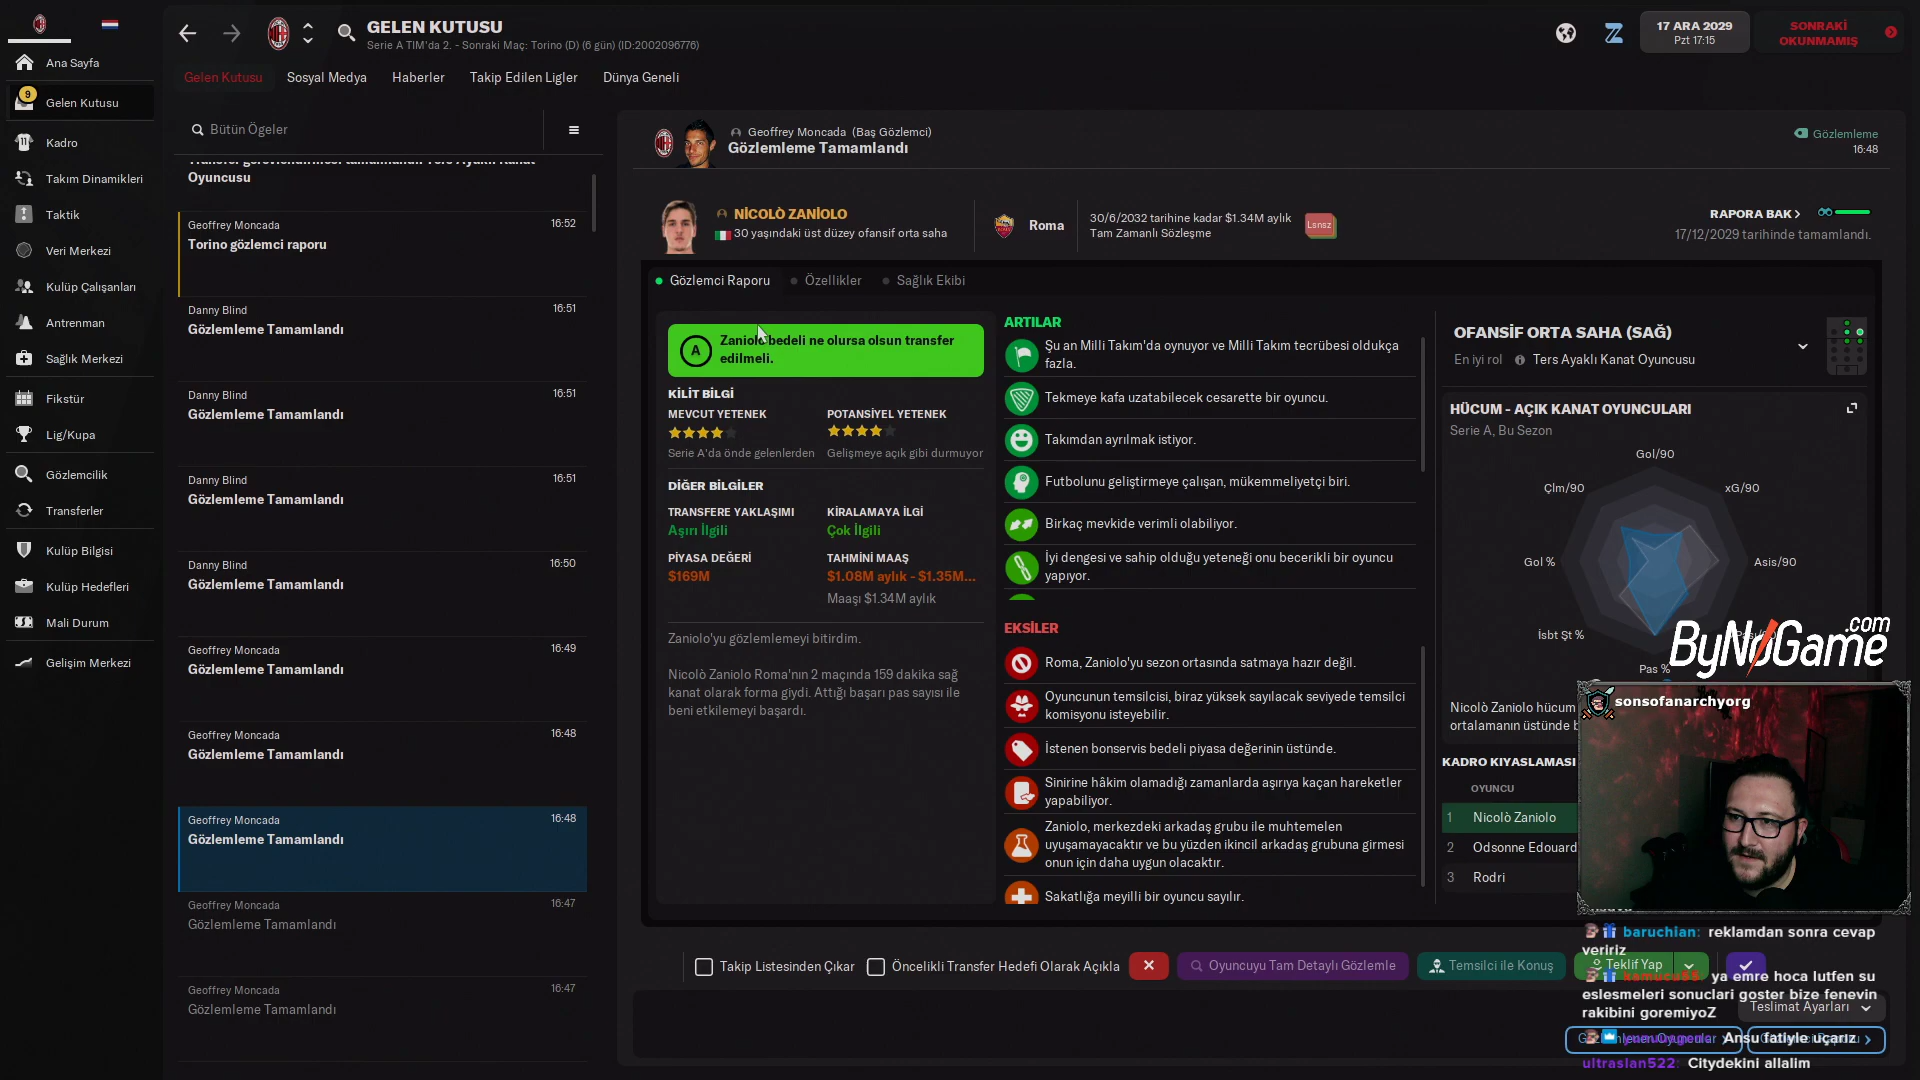 GELEN KUTUSU
Serie A TIM'da 2. - Sonraki Maç: Torino (D) (6 gün) (ID:2002096776)
17 ARA 2029
Pzt 17:15
SONRAKİ
OKUNMAMIŞ
Ana Sayfa
9
Gelen Kutusu
Kadro
Takım Dinamikleri
Taktik
Veri Merkezi
Kulüp Çalışanları
Antrenman
Sağlık Merkezi
Fikstür
Lig/Kupa
Gözlemcilik
Transferler
Kulüp Bilgisi
Kulüp Hedefleri
Mali Durum
Gelişim Merkezi
Gelen Kutusu
Sosyal Medya
Haberler
Takip Edilen Ligler
Dünya Geneli
Bütün Ögeler
Transfer görevlendirmesi tamamlandı: Ters Ayaklı Kanat
Oyuncusu
Geoffrey Moncada 16:52
Torino gözlemci raporu
Danny Blind 16:51
Gözlemleme Tamamlandı
Danny Blind 16:51
Gözlemleme Tamamlandı
Danny Blind 16:51
Gözlemleme Tamamlandı
Danny Blind 16:50
Gözlemleme Tamamlandı
Geoffrey Moncada 16:49
Gözlemleme Tamamlandı
Geoffrey Moncada 16:48
Gözlemleme Tamamlandı
Geoffrey Moncada 16:48
Gözlemleme Tamamlandı
Geoffrey Moncada 16:47
Gözlemleme Tamamlandı
Geoffrey Moncada 16:47
Gözlemleme Tamamlandı
Geoffrey Moncada (Baş Gözlemci)
Gözlemleme Tamamlandı
Gözlemleme
16:48
NİCOLÒ ZANİOLO
30 yaşındaki üst düzey ofansif orta saha
Roma
30/6/2032 tarihine kadar $1.34M aylık
Tam Zamanlı Sözleşme
Lsnsz
RAPORA BAK
17/12/2029 tarihinde tamamlandı.
Gözlemci Raporu
Özellikler
Sağlık Ekibi
A
Zaniolo bedeli ne olursa olsun transfer
edilmeli.
KİLİT BİLGİ
MEVCUT YETENEK
POTANSİYEL YETENEK
Serie A'da önde gelenlerden
Gelişmeye açık gibi durmuyor
DİĞER BİLGİLER
TRANSFERE YAKLAŞIMI
KİRALAMAYA İLGİ
Aşırı İlgili
Çok İlgili
PİYASA DEĞERİ
TAHMİNİ MAAŞ
$169M
$1.08M aylık - $1.35M...
Maaşı $1.34M aylık
Zaniolo'yu gözlemlemeyi bitirdim.
Nicolò Zaniolo Roma'nın 2 maçında 159 dakika sağ
kanat olarak forma giydi. Attığı başarı pas sayısı ile
beni etkilemeyi başardı.
ARTILAR
Şu an Milli Takım'da oynuyor ve Milli Takım tecrübesi oldukça
fazla.
Tekmeye kafa uzatabilecek cesarette bir oyuncu.
Takımdan ayrılmak istiyor.
Futbolunu geliştirmeye çalışan, mükemmeliyetçi biri.
Birkaç mevkide verimli olabiliyor.
İyi dengesi ve sahip olduğu yeteneği onu becerikli bir oyuncu
yapıyor.
EKSİLER
Roma, Zaniolo'yu sezon ortasında satmaya hazır değil.
Oyuncunun temsilcisi, biraz yüksek sayılacak seviyede temsilci
komisyonu isteyebilir.
İstenen bonservis bedeli piyasa değerinin üstünde.
Sinirine hâkim olamadığı zamanlarda aşırıya kaçan hareketler
yapabiliyor.
Zaniolo, merkezdeki arkadaş grubu ile muhtemelen
uyuşamayacaktır ve bu yüzden ikincil arkadaş grubuna girmesi
onun için daha uygun olacaktır.
Sakatlığa meyilli bir oyuncu sayılır.
OFANSİF ORTA SAHA (SAĞ)
En iyi rol
Ters Ayaklı Kanat Oyuncusu
HÜCUM - AÇIK KANAT OYUNCULARI
Serie A, Bu Sezon
Gol/90
Çlm/90
xG/90
Gol %
Asis/90
İsbt Şt %
Pas %
ByNoGame
.com
Nicolò Zaniolo hücum
ortalamanın üstünde b
KADRO KIYASLAMASI
OYUNCU
1 Nicolò Zaniolo
2 Odsonne Edouard
3 Rodri
sonsofanarchyorg
Takip Listesinden Çıkar
Öncelikli Transfer Hedefi Olarak Açıkla
Oyuncuyu Tam Detaylı Gözlemle
Temsilci ile Konuş
Teklif Yap
Teslimat Ayarları
baruchian: reklamdan sonra cevap
veririz
ya emre hoca lutfen su
eslesmeleri sonuclari goster bize fenevin
rakibini goremiyoZ
Ansu fatiyle uçarız
ultraslan522: Citydekini allalim